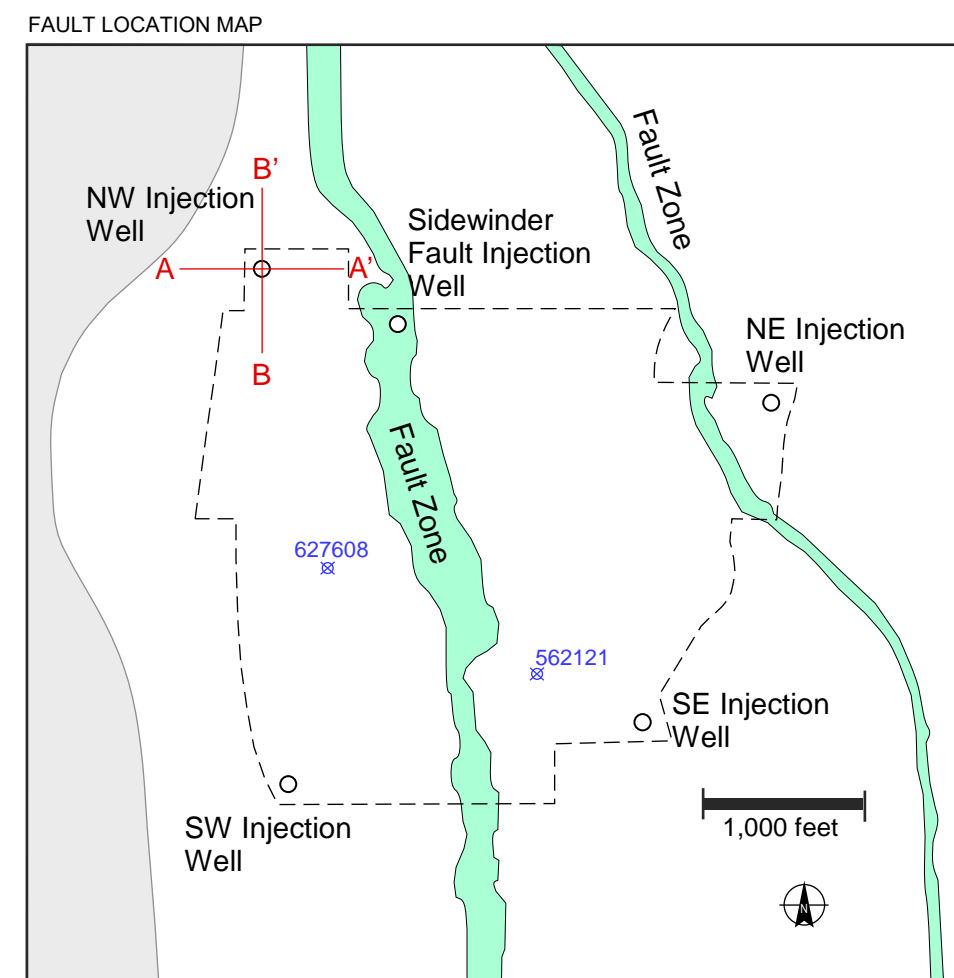 FAULT LOCATION MAP
B’
NW Injection
Well
A
A’
B
Sidewinder
Fault Injection
Well
Fault Zone
NE Injection
Well
Fault Zone
627608
562121
SE Injection
Well
1,000 feet
SW Injection
Well
N